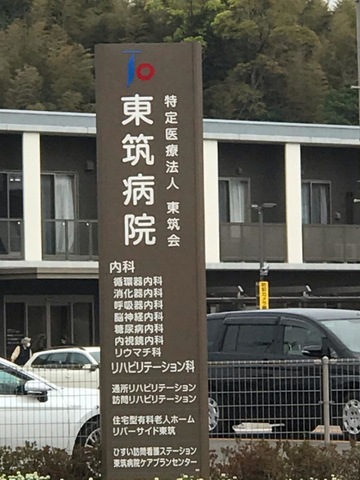 特定医療法人 東筑会
東筑病院
内科
循環器内科
消化器内科
呼吸器内科
脳神経内科
糖尿病内科
内視鏡内科
リウマチ科
リハビリテーション科
通所リハビリテーション
訪問リハビリテーション
住宅型有料老人ホーム
リバーサイド東筑
ひすい訪問看護ステーション
東筑病院ケアプランセンター